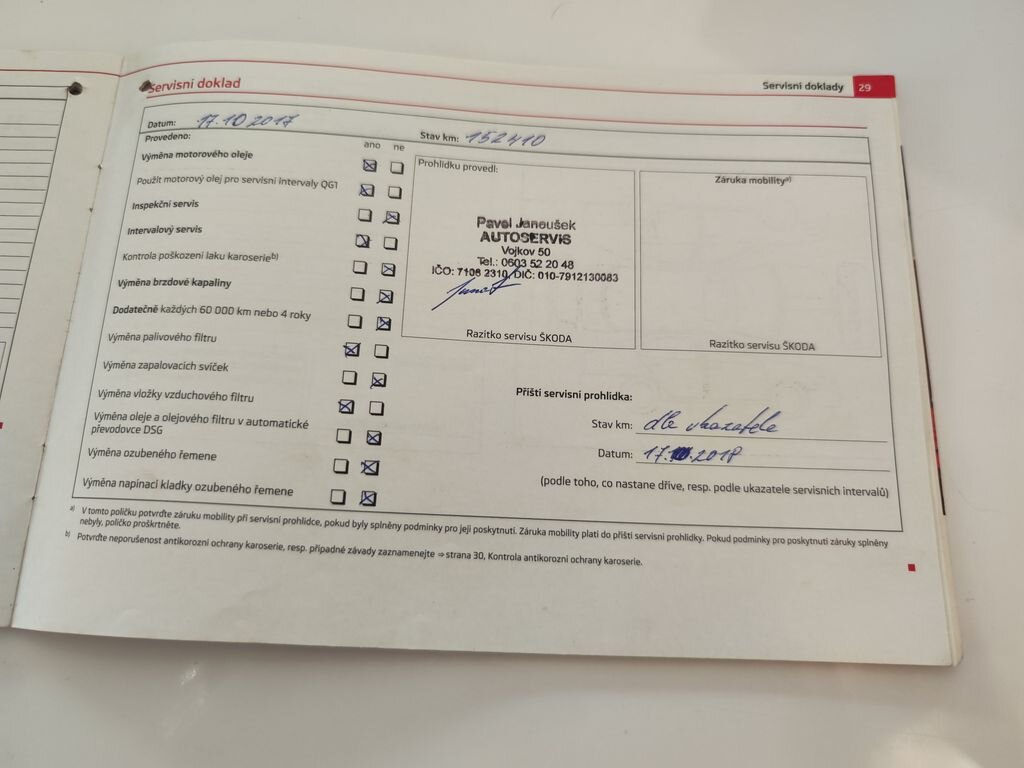 Servisní doklad
Servisní doklady 29
Datum: 17.10 2017
Stav km: 152410
Provedeno:
ano ne
Výměna motorového oleje
Použít motorový olej pro servisní intervaly QG1
Inspekční servis
Intervalový servis
Kontrola poškození laku karoserie b)
Výměna brzdové kapaliny
Dodatečně každých 60 000 km nebo 4 roky
Výměna palivového filtru
Výměna zapalovacích svíček
Výměna vložky vzduchového filtru
Výměna oleje a olejového filtru v automatické
převodovce DSG
Výměna ozubeného řemene
Výměna napínací kladky ozubeného řemene
Prohlídku provedl:
Pavel Janoušek
AUTOSERVIS
Vojkov 50
Tel.: 0603 52 20 48
IČO: 7106 2310, DIČ: 010-7912130083
Razítko servisu ŠKODA
Záruka mobility a)
Razítko servisu ŠKODA
Příští servisní prohlídka:
Stav km: dle ukazatele
Datum: 17. 2018
(podle toho, co nastane dříve, resp. podle ukazatele servisních intervalů)
a) V tomto políčku potvrďte záruku mobility při servisní prohlídce, pokud byly splněny podmínky pro její poskytnutí. Záruka mobility platí do příští servisní prohlídky. Pokud podmínky pro poskytnutí záruky splněny
nebyly, políčko proškrtněte.
b) Potvrďte neporušenost antikorozní ochrany karoserie, resp. případné závady zaznamenejte ⇒ strana 30, Kontrola antikorozní ochrany karoserie.